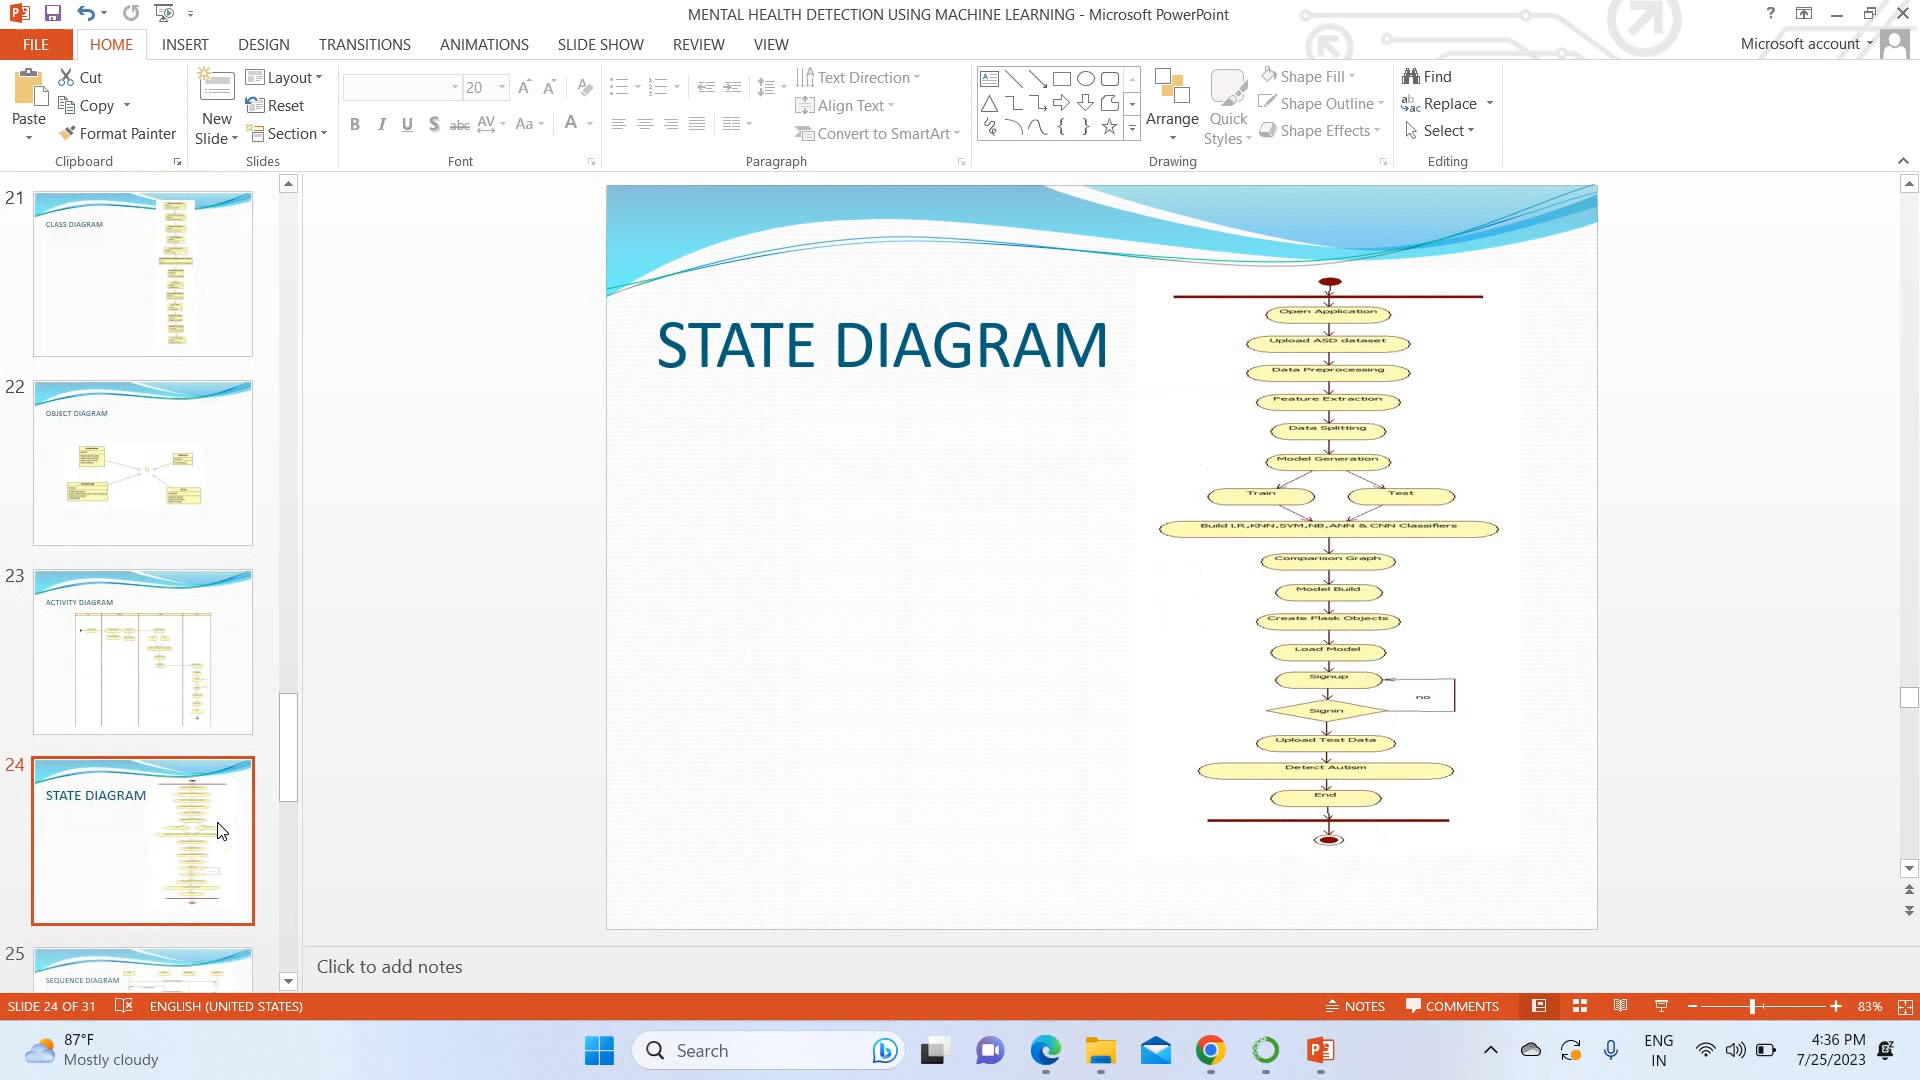 MENTAL HEALTH DETECTION USING MACHINE LEARNING - Microsoft PowerPoint
?
FILE
HOME
INSERT
DESIGN
TRANSITIONS
ANIMATIONS
SLIDE SHOW
REVIEW
VIEW
Microsoft account
Paste
Cut
Copy
Format Painter
Clipboard
New
Slide
Layout
Reset
Section
Slides
20
B I U S abc AV Aa A
Font
Text Direction
Align Text
Convert to SmartArt
Paragraph
Arrange
Quick
Styles
Shape Fill
Shape Outline
Shape Effects
Drawing
Find
Replace
Select
Editing
21
CLASS DIAGRAM
22
OBJECT DIAGRAM
23
ACTIVITY DIAGRAM
24
STATE DIAGRAM
25
SEQUENCE DIAGRAM
STATE DIAGRAM
Open Application
Upload ASD dataset
Data Preprocessing
Feature Extraction
Data Splitting
Model Generation
Train
Test
Build LR,KNN,SVM,NB,ANN & CNN Classifiers
Comparison Graph
Model Build
Create Flask Objects
Load Model
Signup
no
Signin
Upload Test Data
Detect Autism
End
Click to add notes
SLIDE 24 OF 31
ENGLISH (UNITED STATES)
NOTES
COMMENTS
83%
87°F
Mostly cloudy
Search
ENG
IN
4:36 PM
7/25/2023